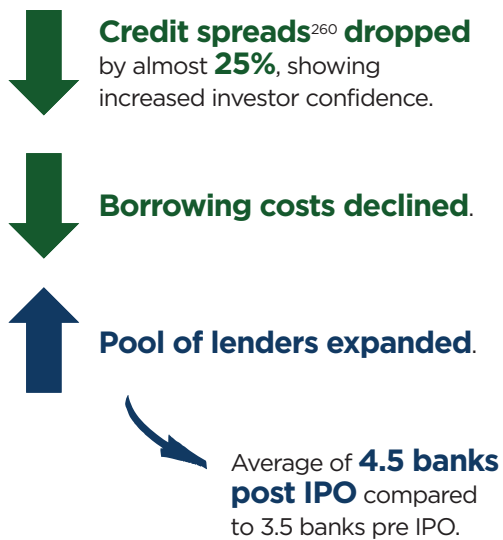 Credit spreads260 dropped
by almost 25%, showing
increased investor confidence.
Borrowing costs declined.
Pool of lenders expanded.
Average of 4.5 banks
post IPO compared
to 3.5 banks pre IPO.